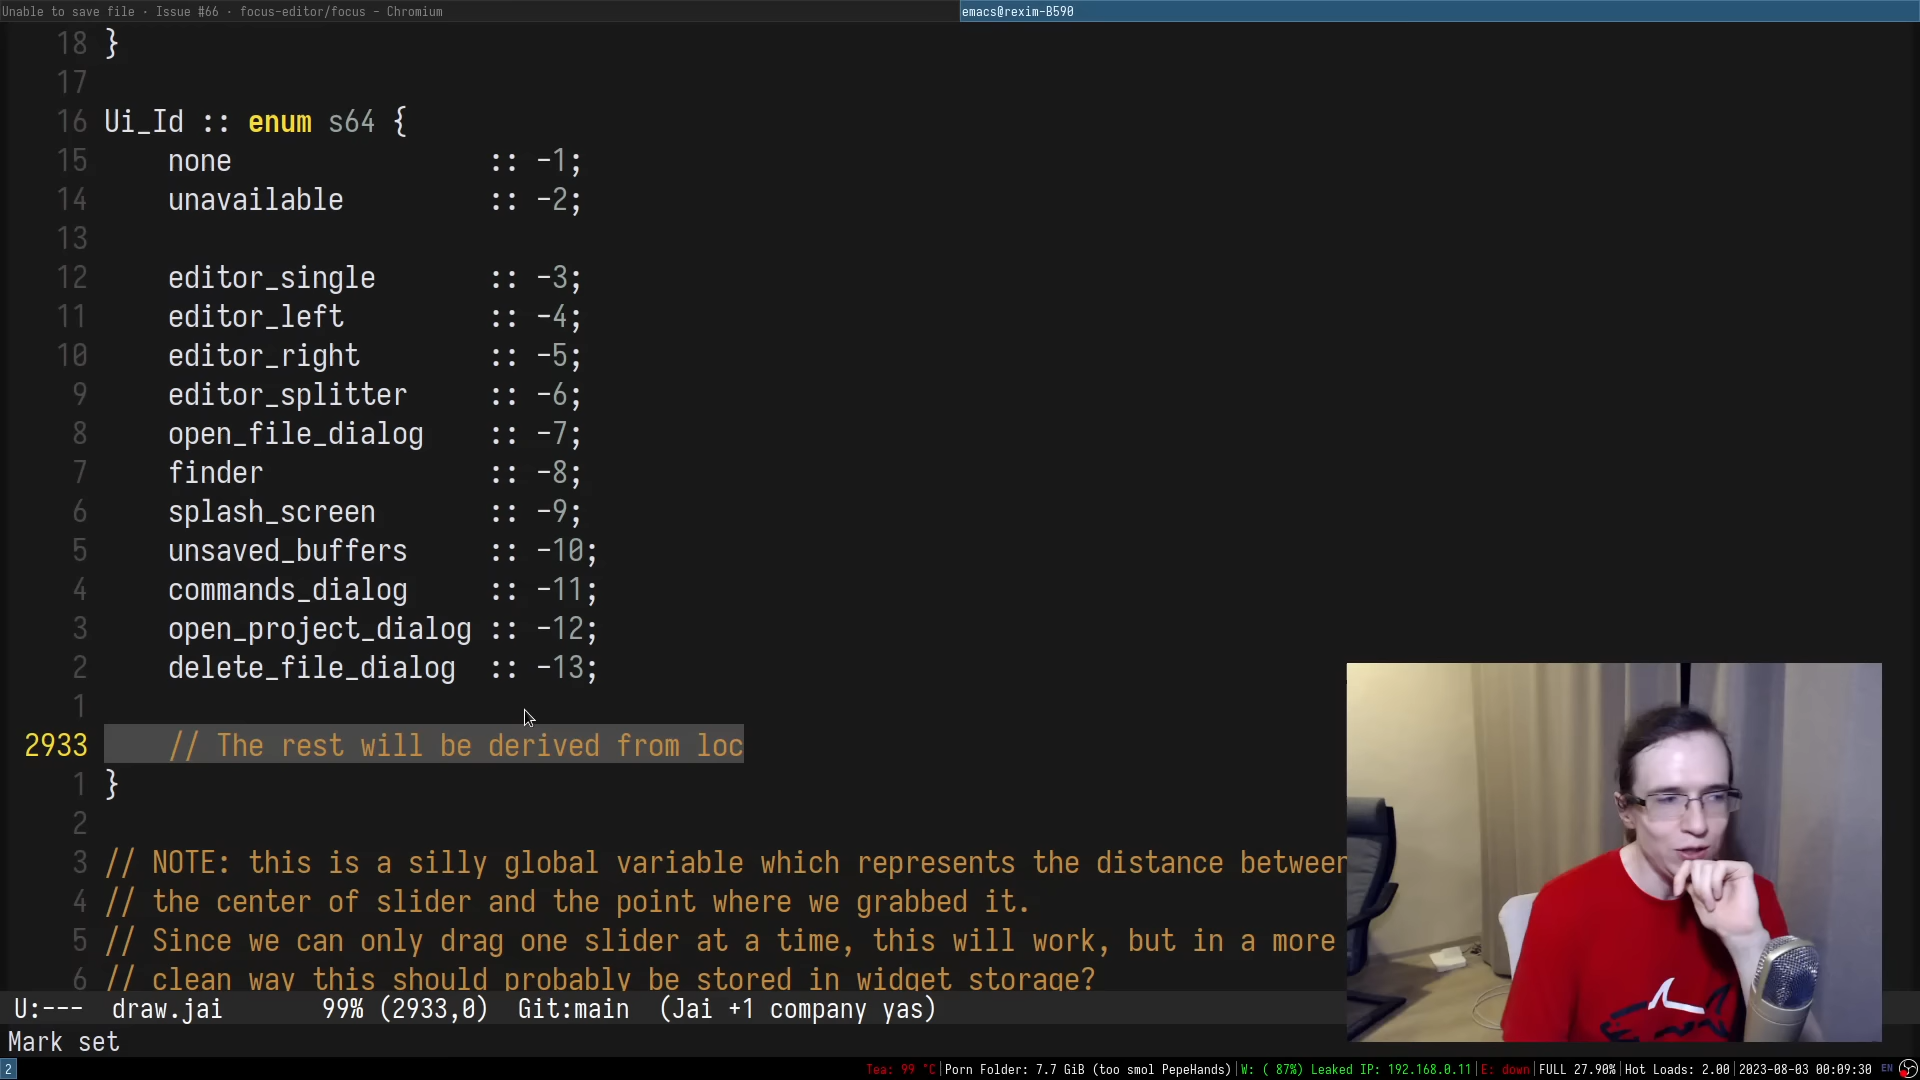 Unable to save file · Issue #66 · focus-editor/focus - Chromium
emacs@rexim-B590
18 }
17
16 Ui_Id :: enum s64 {
15 none :: -1;
14 unavailable :: -2;
13
12 editor_single :: -3;
11 editor_left :: -4;
10 editor_right :: -5;
9 editor_splitter :: -6;
8 open_file_dialog :: -7;
7 finder :: -8;
6 splash_screen :: -9;
5 unsaved_buffers :: -10;
4 commands_dialog :: -11;
3 open_project_dialog :: -12;
2 delete_file_dialog :: -13;
1
2933 // The rest will be derived from loc
1 }
2
3 // NOTE: this is a silly global variable which represents the distance between
4 // the center of slider and the point where we grabbed it.
5 // Since we can only drag one slider at a time, this will work, but in a more
6 // clean way this should probably be stored in widget storage?
U:--- draw.jai 99% (2933,0) Git:main (Jai +1 company yas)
Mark set
2 Tea: 99 °C|Porn Folder: 7.7 GiB (too smol PepeHands)|W: ( 87%) Leaked IP: 192.168.0.11|E: down|FULL 27.90%|Hot Loads: 2.00|2023-08-03 00:09:30 EN